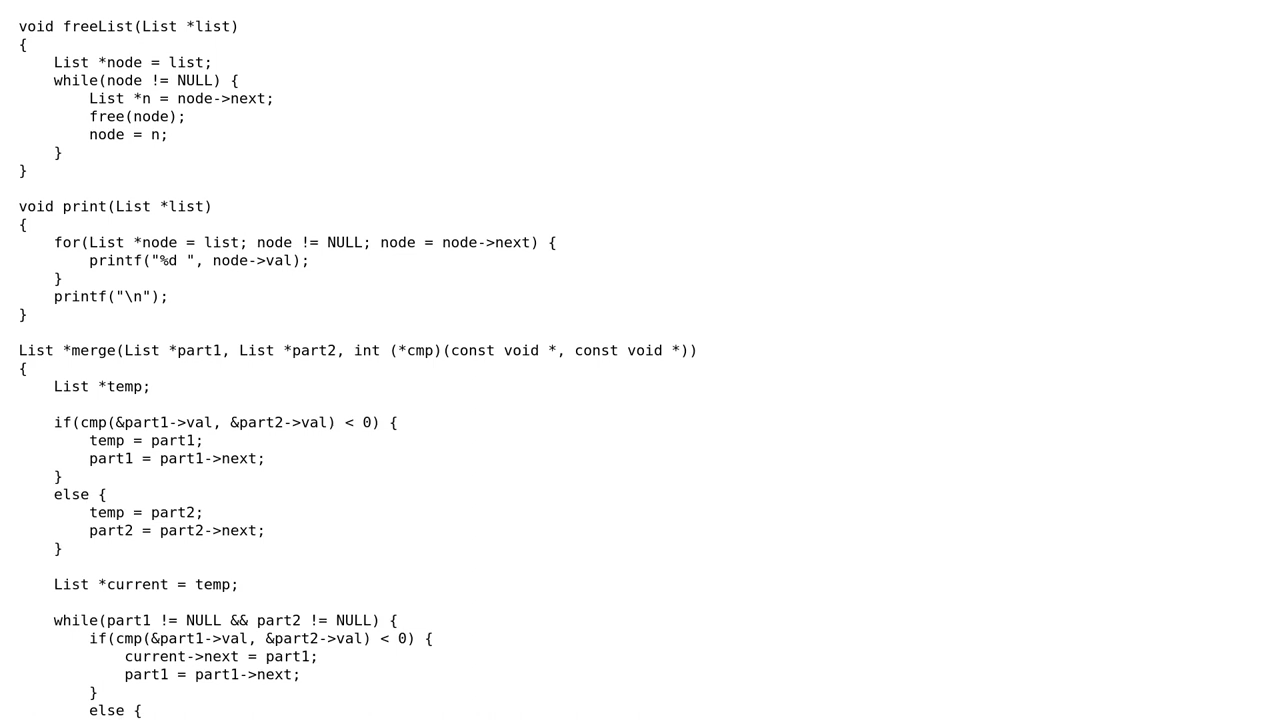 void freeList(List *list)
{
    List *node = list;
    while(node != NULL) {
        List *n = node->next;
        free(node);
        node = n;
    }
}

void print(List *list)
{
    for(List *node = list; node != NULL; node = node->next) {
        printf("%d ", node->val);
    }
    printf("\n");
}

List *merge(List *part1, List *part2, int (*cmp)(const void *, const void *))
{
    List *temp;

    if(cmp(&part1->val, &part2->val) < 0) {
        temp = part1;
        part1 = part1->next;
    }
    else {
        temp = part2;
        part2 = part2->next;
    }

    List *current = temp;

    while(part1 != NULL && part2 != NULL) {
        if(cmp(&part1->val, &part2->val) < 0) {
            current->next = part1;
            part1 = part1->next;
        }
        else {